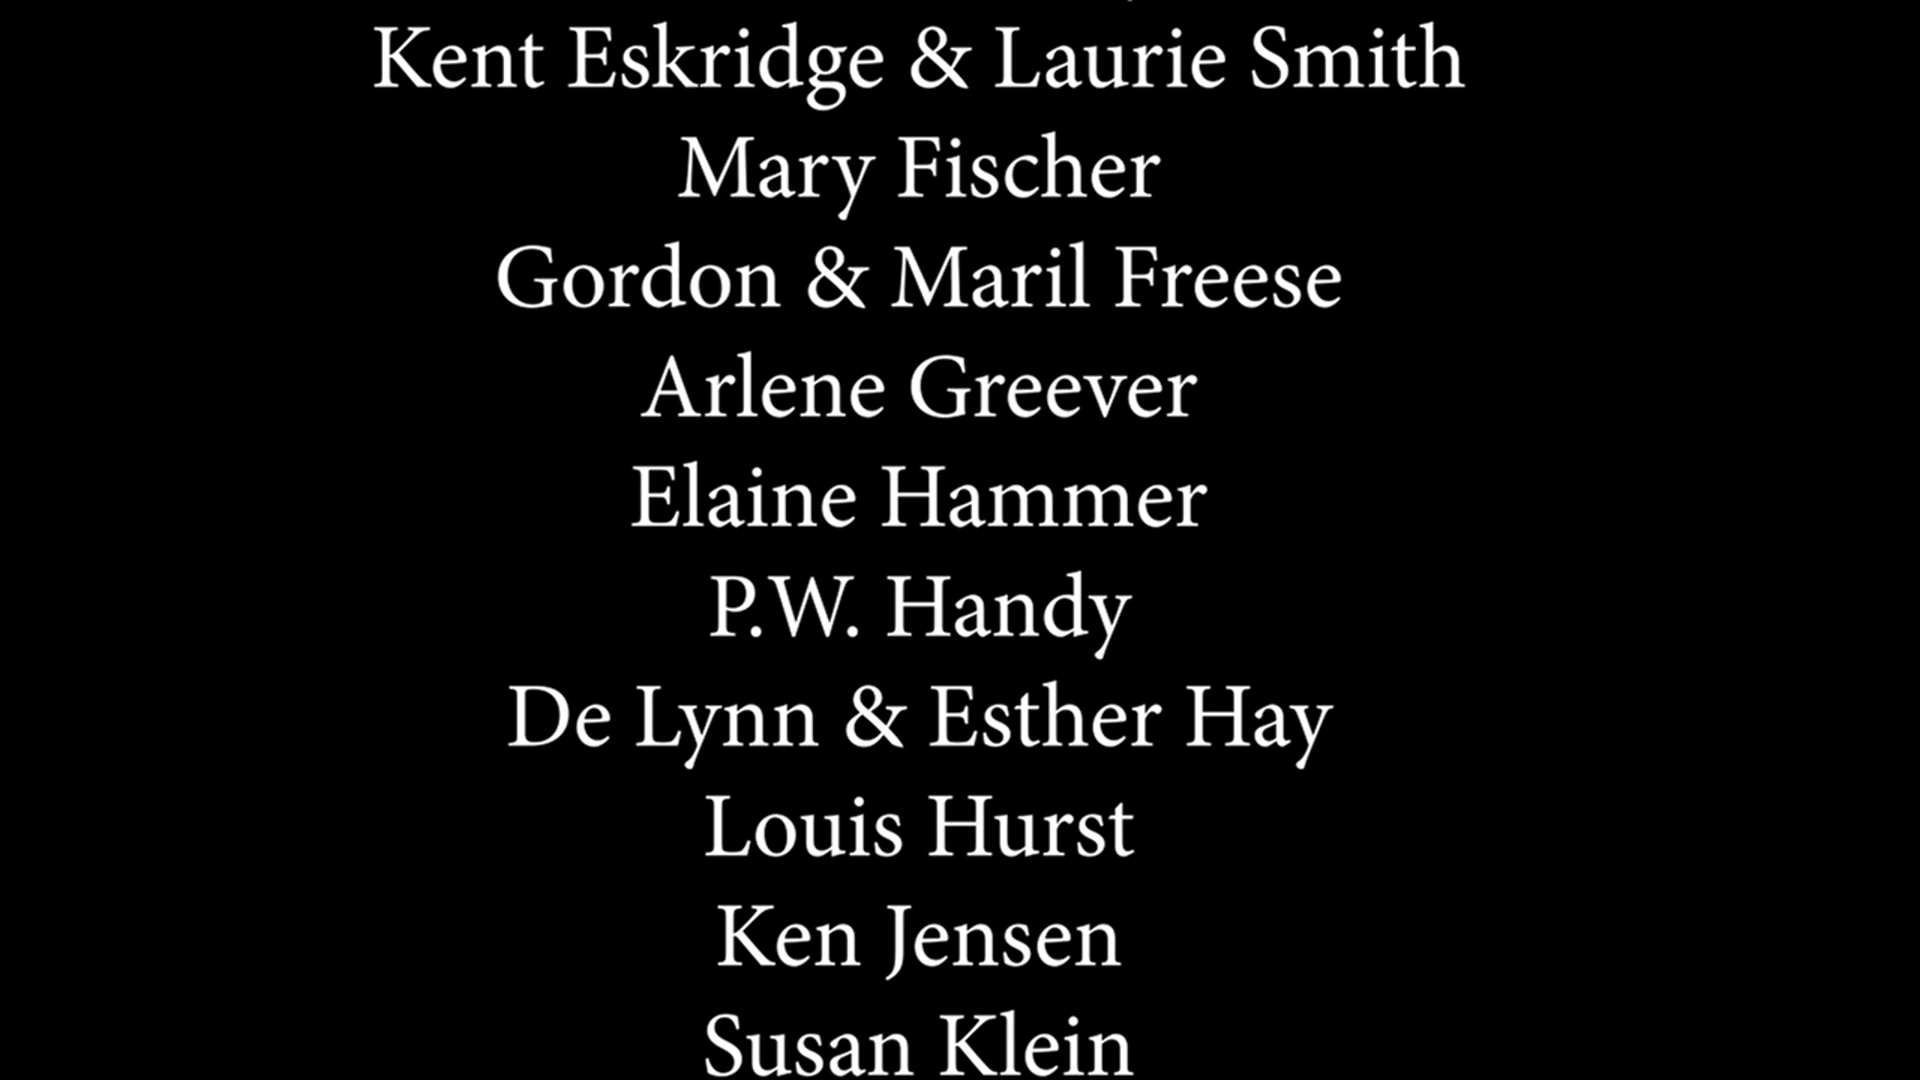 Kent Eskridge & Laurie Smith
Mary Fischer
Gordon & Maril Freese
Arlene Greever
Elaine Hammer
P.W. Handy
De Lynn & Esther Hay
Louis Hurst
Ken Jensen
Susan Klein